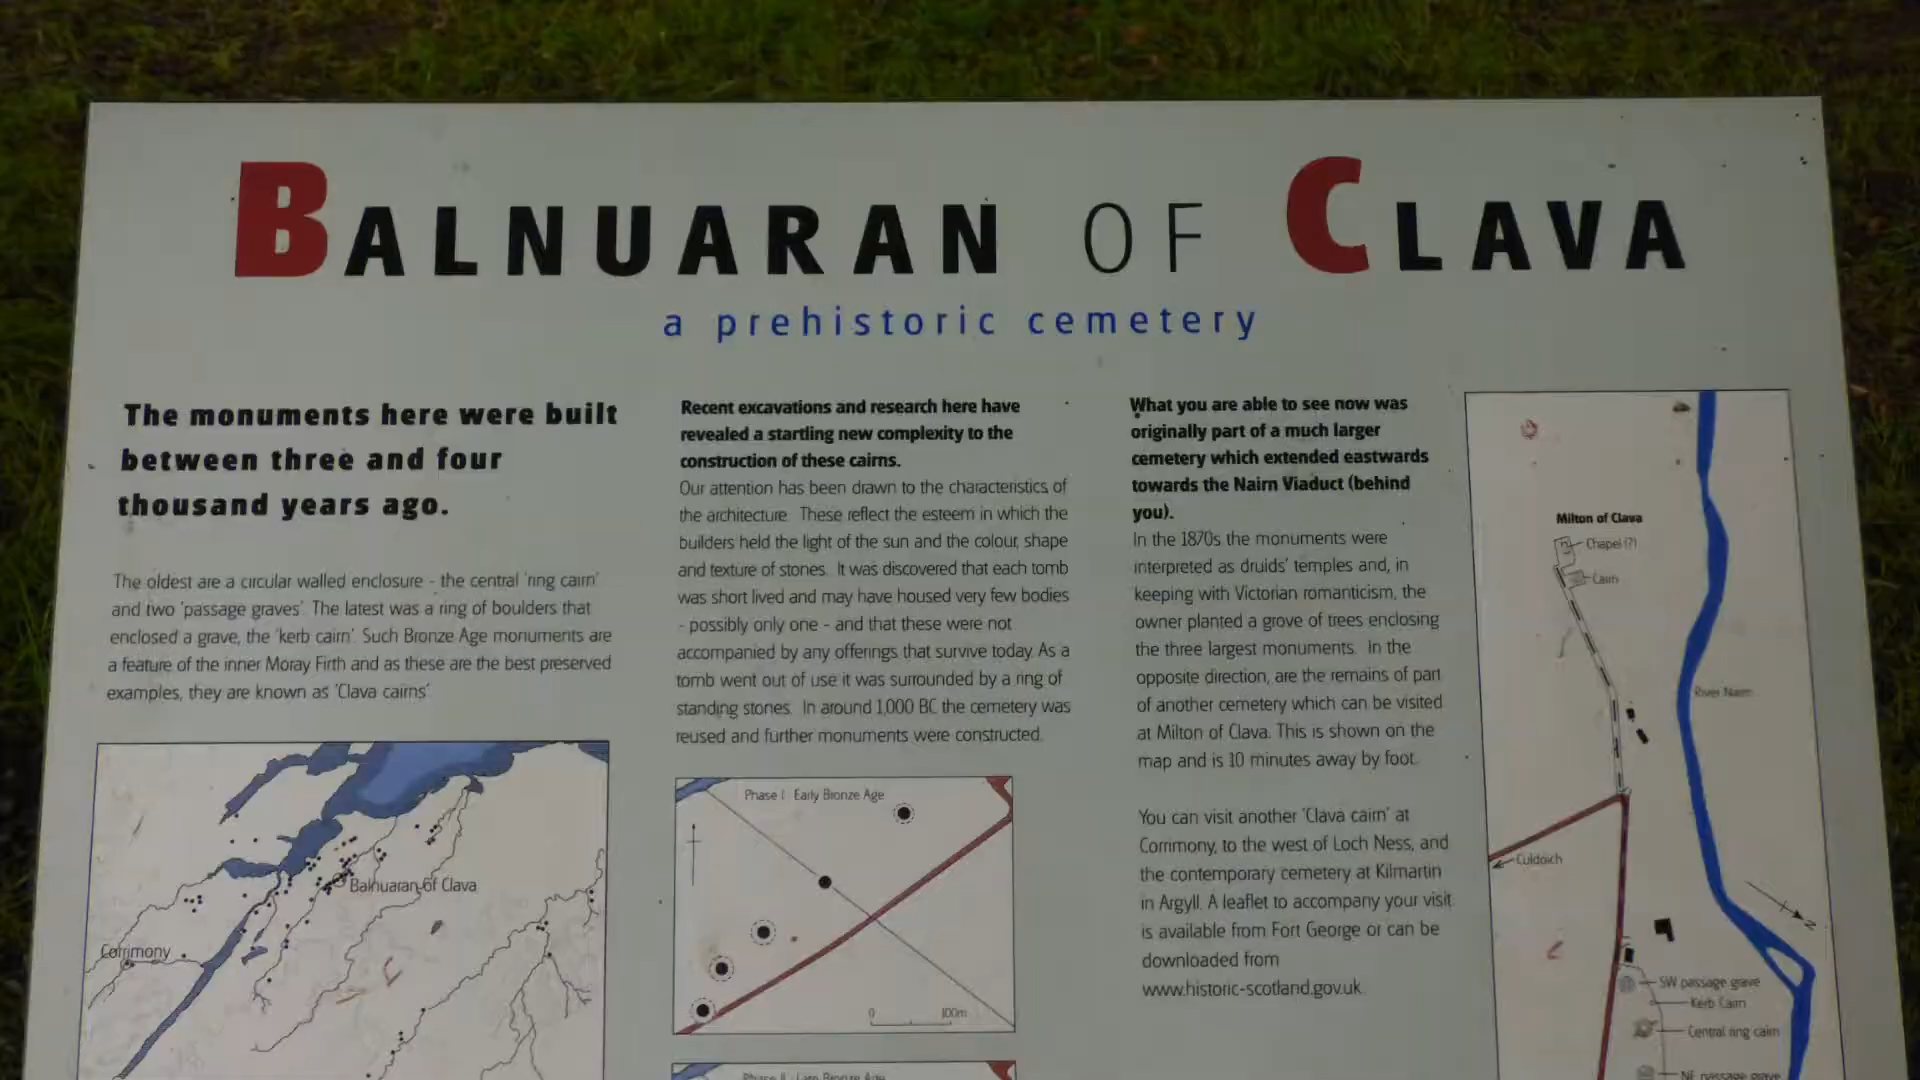 BALNUARAN OF CLAVA
a prehistoric cemetery
The monuments here were built
between three and four
thousand years ago.
The oldest are a circular walled enclosure - the central 'ring cairn'
and two 'passage graves'. The latest was a ring of boulders that
enclosed a grave, the 'kerb cairn'. Such Bronze Age monuments are
a feature of the inner Moray Firth and as these are the best preserved
examples, they are known as 'Clava cairns'.
Balnuaran of Clava
Corrimony
Recent excavations and research here have
revealed a startling new complexity to the
construction of these cairns.
Our attention has been drawn to the characteristics of
the architecture. These reflect the esteem in which the
builders held the light of the sun and the colour, shape
and texture of stones. It was discovered that each tomb
was short lived and may have housed very few bodies
- possibly only one - and that these were not
accompanied by any offerings that survive today. As a
tomb went out of use it was surrounded by a ring of
standing stones. In around 1,000 BC the cemetery was
reused and further monuments were constructed.
Phase I : Early Bronze Age
0 100m
Phase II : Late Bronze Age
What you are able to see now was
originally part of a much larger
cemetery which extended eastwards
towards the Nairn Viaduct (behind
you).
In the 1870s the monuments were
interpreted as druids' temples and, in
keeping with Victorian romanticism, the
owner planted a grove of trees enclosing
the three largest monuments. In the
opposite direction, are the remains of part
of another cemetery which can be visited
at Milton of Clava. This is shown on the
map and is 10 minutes away by foot.
You can visit another 'Clava cairn' at
Corrimony, to the west of Loch Ness, and
the contemporary cemetery at Kilmartin
in Argyll. A leaflet to accompany your visit
is available from Fort George or can be
downloaded from
www.historic-scotland.gov.uk.
Milton of Clava
Chapel (?)
Cairn
River Nairn
Culdoich
N
SW passage grave
Kerb Cairn
Central ring cairn
NE passage grave